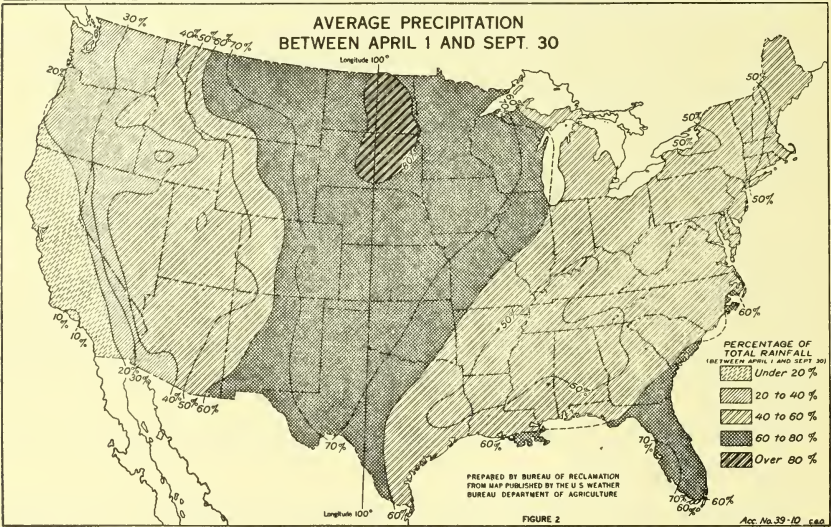 AVERAGE PRECIPITATION
BETWEEN APRIL 1 AND SEPT. 30
Longitude 100°
30%
40% 50% 60% 70%
20%
50%
50%
50%
50%
50%
60%
50%
10%
10%
20%
30%
40% 50% 60%
70%
60%
60%
70%
70%
60%
60%
PERCENTAGE OF
TOTAL RAINFALL
(BETWEEN APRIL 1 AND SEPT 30)
Under 20 %
20 to 40 %
40 to 60 %
60 to 80 %
Over 80 %
PREPARED BY BUREAU OF RECLAMATION
FROM MAP PUBLISHED BY THE U S WEATHER
BUREAU DEPARTMENT OF AGRICULTURE
Longitude 100°
FIGURE 2
Acc. No. 39-10